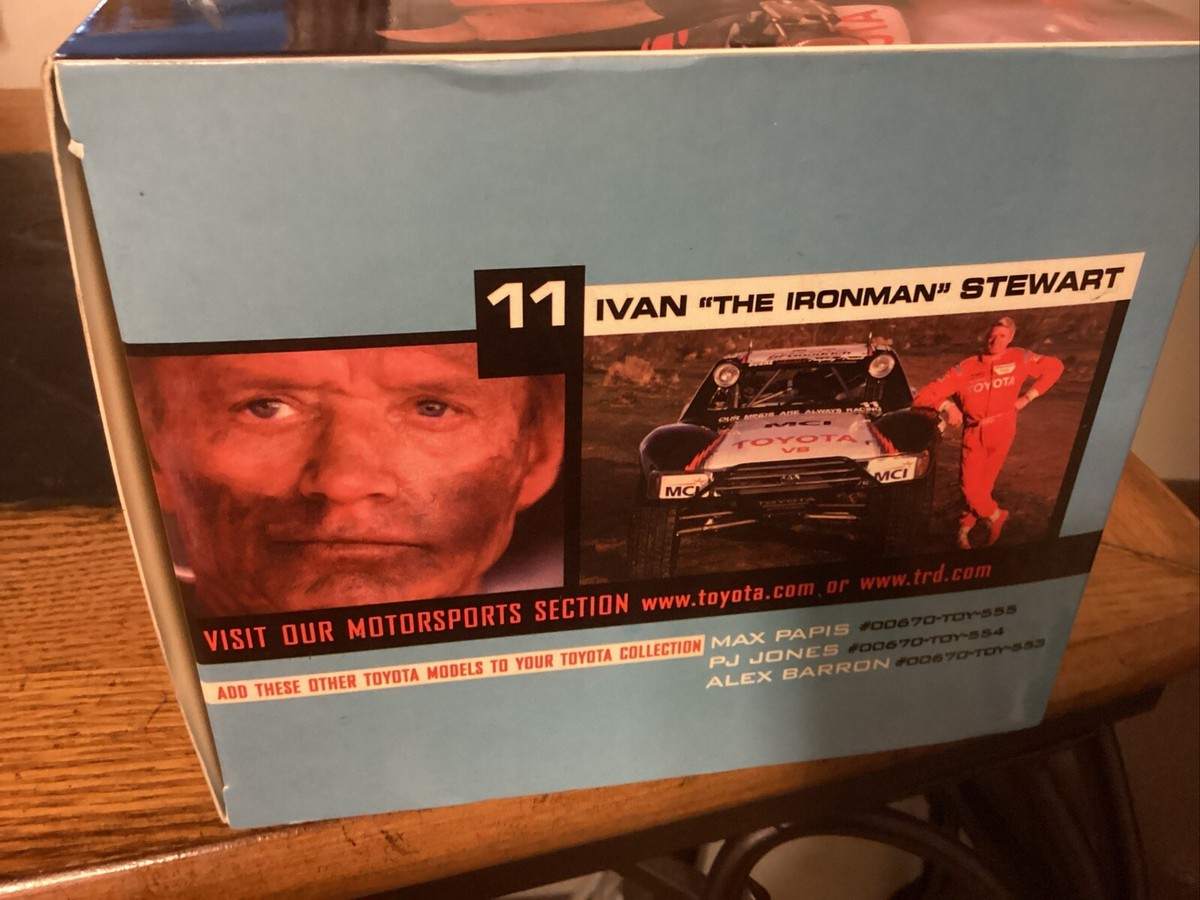 11
IVAN "THE IRONMAN" STEWART
OUR MINDS ARE ALWAYS RACING
MCI
TOYOTA
V8
MCI
MCI
TOYOTA
TOYOTA
VISIT OUR MOTORSPORTS SECTION www.toyota.com or www.trd.com
ADD THESE OTHER TOYOTA MODELS TO YOUR TOYOTA COLLECTION
MAX PAPIS #00670-TOY-555
PJ JONES #00670-TOY-554
ALEX BARRON #00670-TOY-553